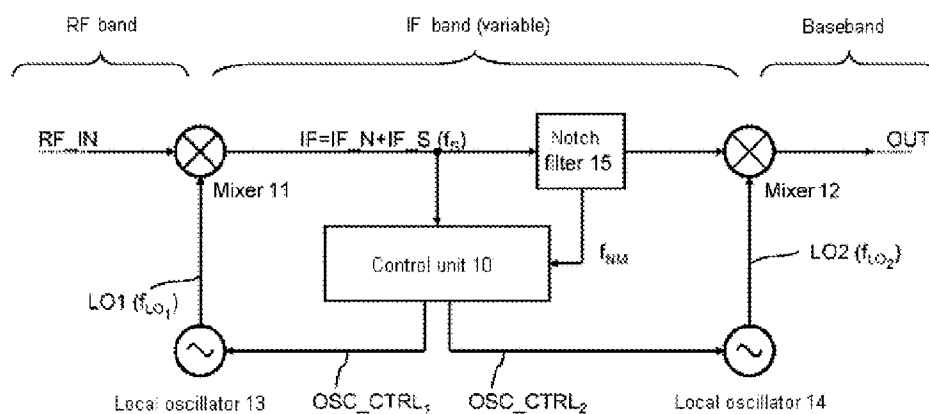 RF band
IF band (variable)
Baseband
RF_IN
IF=IF_N+IF_S (fS)
Notch
filter 15
OUT
Mixer 11
Mixer 12
Control unit 10
fNM
LO1 (fLO1)
LO2 (fLO2)
Local oscillator 13
OSC_CTRL1
OSC_CTRL2
Local oscillator 14